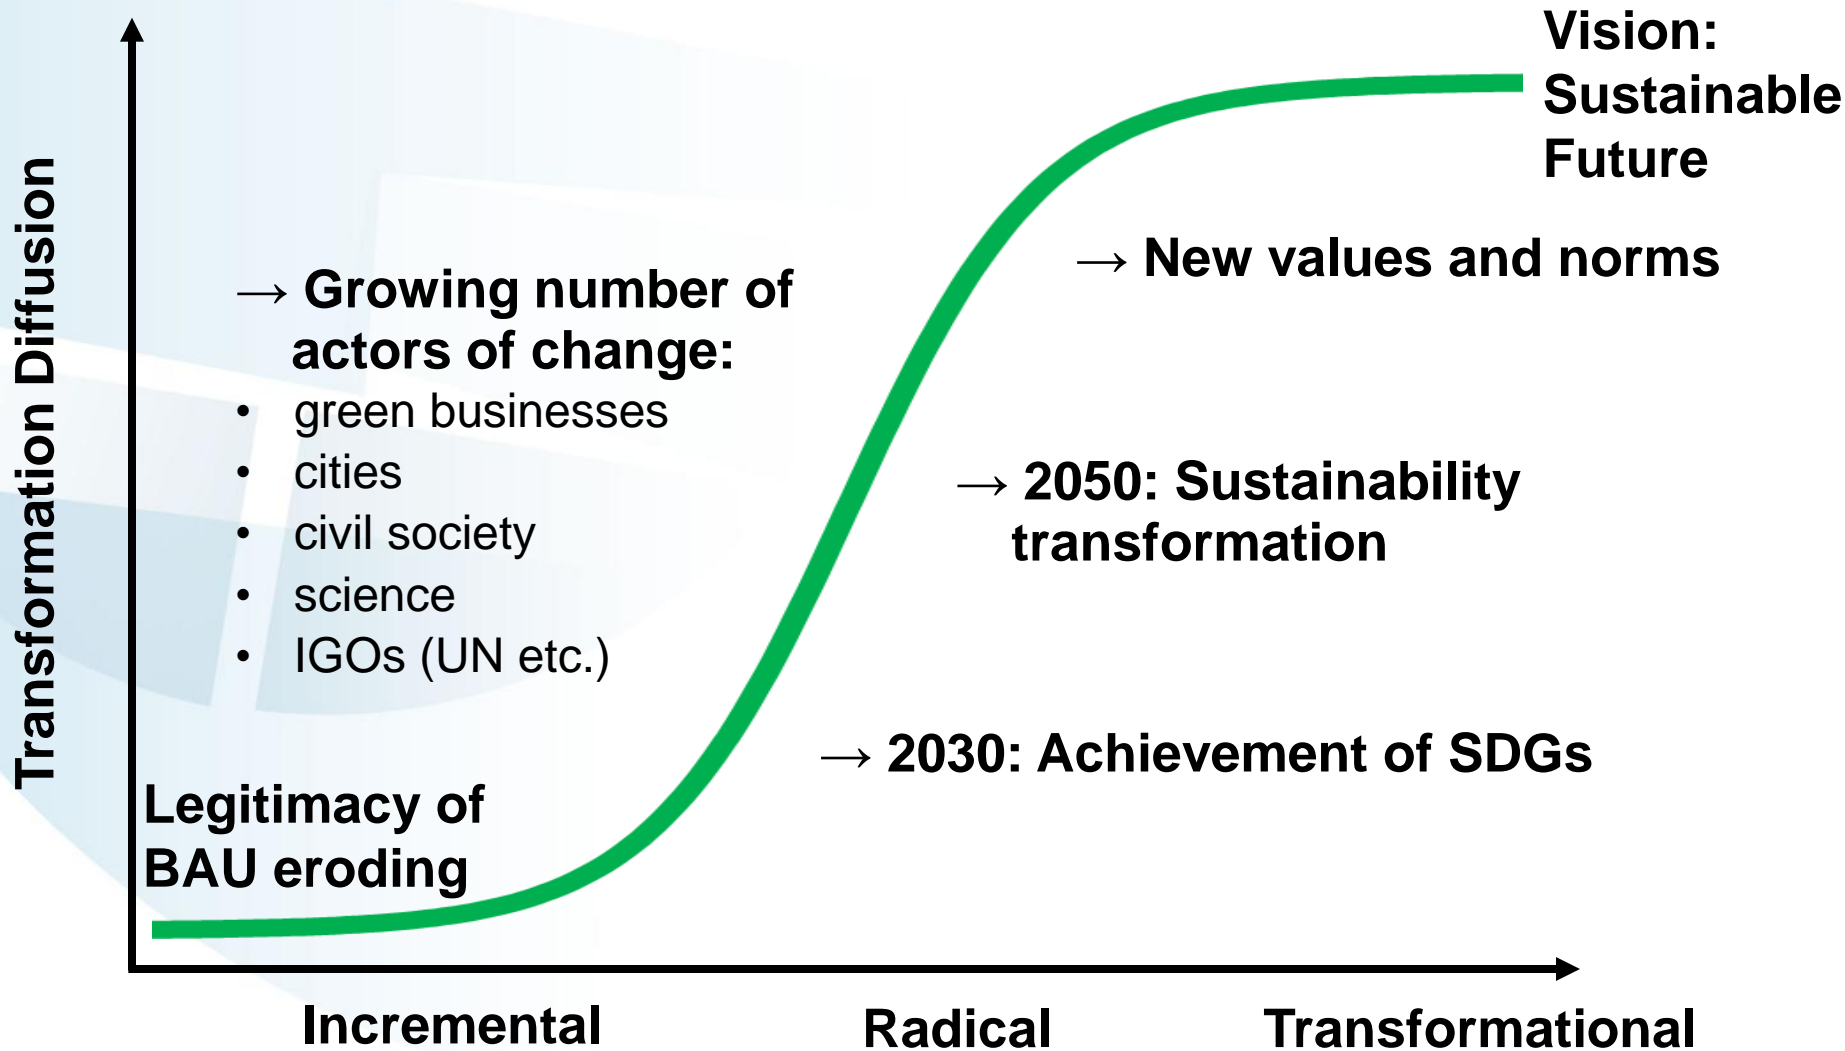 Vision:
Sustainable
Future
Transformation Diffusion
→ New values and norms
→ Growing number of
actors of change:
• green businesses
• cities
• civil society
• science
• IGOs (UN etc.)
→ 2050: Sustainability
transformation
→ 2030: Achievement of SDGs
Legitimacy of
BAU eroding
Incremental
Radical
Transformational